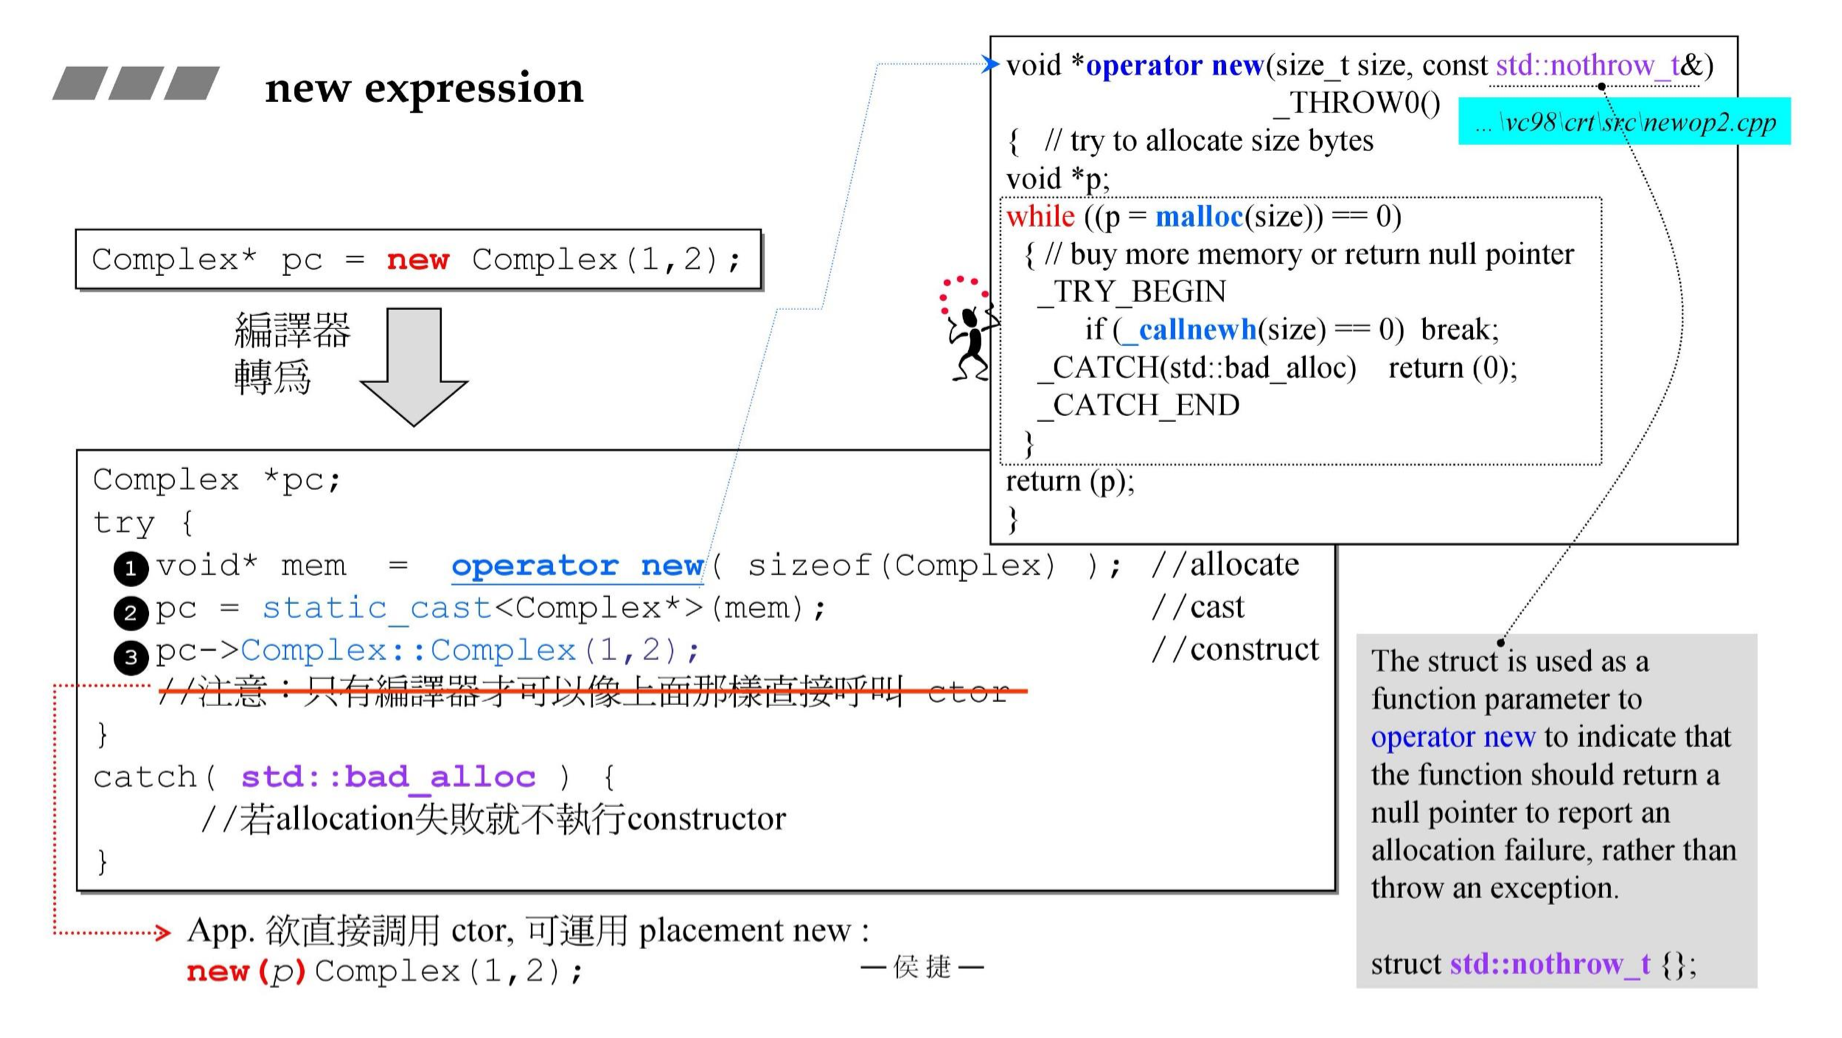 new expression
Complex* pc = new Complex(1,2);
編譯器
轉為
Complex *pc;
try {
1 void* mem = operator new( sizeof(Complex) ); //allocate
2 pc = static_cast<Complex*>(mem); //cast
3 pc->Complex::Complex(1,2); //construct
//注意：只有編譯器才可以像上面那樣直接呼叫 ctor
}
catch( std::bad_alloc ) {
//若allocation失敗就不執行constructor
}
App. 欲直接調用 ctor, 可運用 placement new :
new(p)Complex(1,2);
— 侯 捷 —
void *operator new(size_t size, const std::nothrow_t&)
_THROW0()
...\vc98\crt\src\newop2.cpp
{ // try to allocate size bytes
void *p;
while ((p = malloc(size)) == 0)
{ // buy more memory or return null pointer
_TRY_BEGIN
if (_callnewh(size) == 0) break;
_CATCH(std::bad_alloc) return (0);
_CATCH_END
}
return (p);
}
The struct is used as a
function parameter to
operator new to indicate that
the function should return a
null pointer to report an
allocation failure, rather than
throw an exception.
struct std::nothrow_t {};